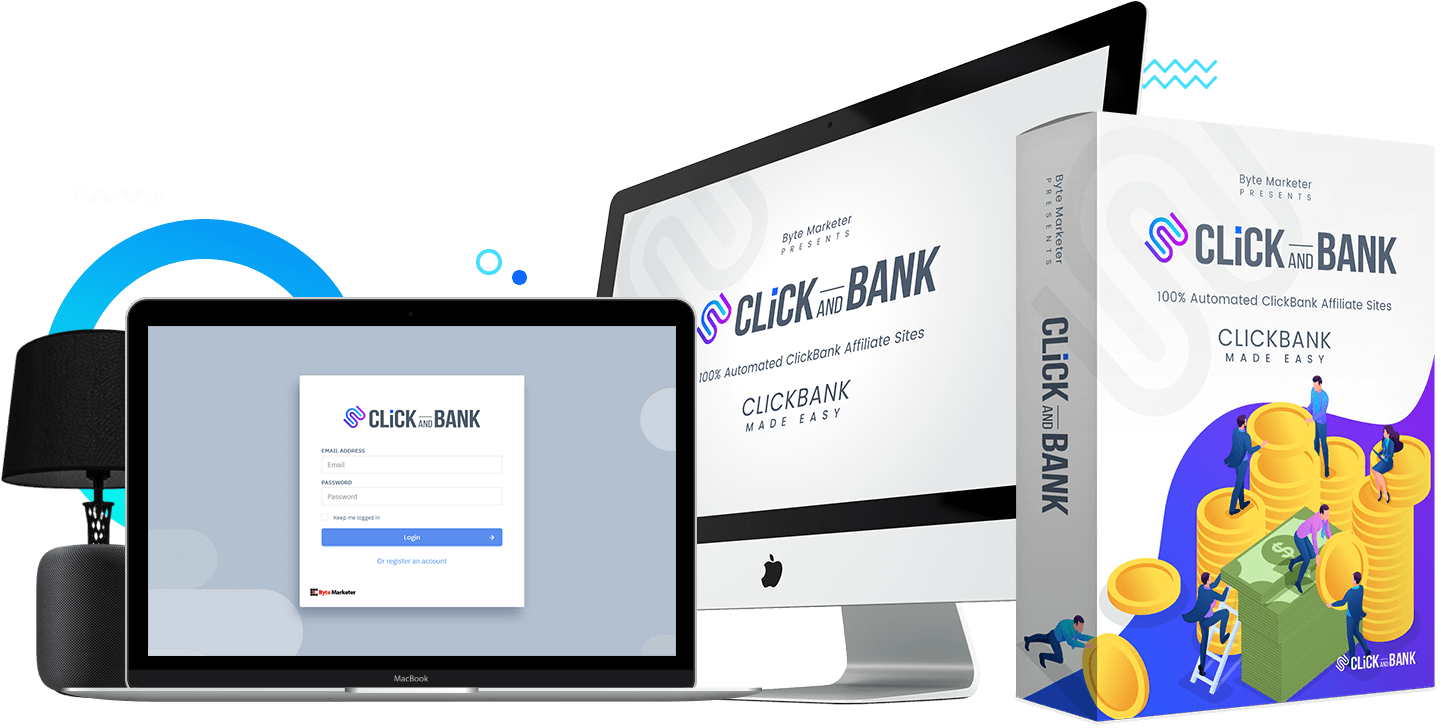 CLiCK AND BANK
EMAIL ADDRESS
Email
PASSWORD
Password
Keep me logged in
Login
Or register an account
Byte Marketer
MacBook
Byte Marketer
PRESENTS
CLiCK AND BANK
100% Automated ClickBank Affiliate Sites
CLICKBANK
MADE EASY
Byte Marketer
PRESENTS
CLiCK AND BANK
Byte Marketer
PRESENTS
CLiCK AND BANK
100% Automated ClickBank Affiliate Sites
CLICKBANK
MADE EASY
CLiCK AND BANK